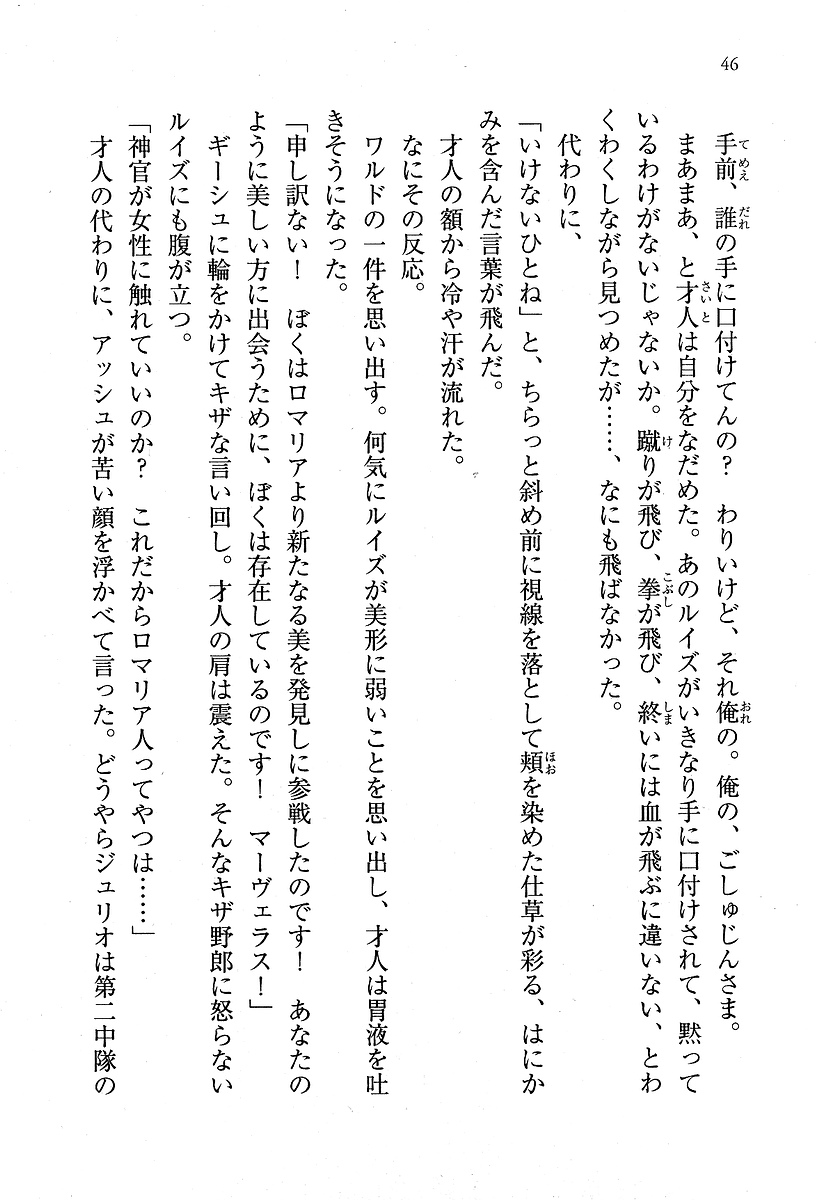 46
手前、誰の手に口付けてんの？　わりいけど、それ俺の。俺の、ごしゅじんさま。
まあまあ、と才人は自分をなだめた。あのルイズがいきなり手に口付けされて、黙って
いるわけがないじゃないか。蹴りが飛び、拳が飛び、終いには血が飛ぶに違いない、とわ
くわくしながら見つめたが……、なにも飛ばなかった。
代わりに、
「いけないひとね」と、ちらっと斜め前に視線を落として頬を染めた仕草が彩る、はにか
みを含んだ言葉が飛んだ。
才人の額から冷や汗が流れた。
なにその反応。
ワルドの一件を思い出す。何気にルイズが美形に弱いことを思い出し、才人は胃液を吐
きそうになった。
「申し訳ない！　ぼくはロマリアより新たなる美を発見しに参戦したのです！　あなたの
ように美しい方に出会うために、ぼくは存在しているのです！　マーヴェラス！」
ギーシュに輪をかけてキザな言い回し。才人の肩は震えた。そんなキザ野郎に怒らない
ルイズにも腹が立つ。
「神官が女性に触れていいのか？　これだからロマリア人ってやつは……」
才人の代わりに、アッシュが苦い顔を浮かべて言った。どうやらジュリオは第二中隊の